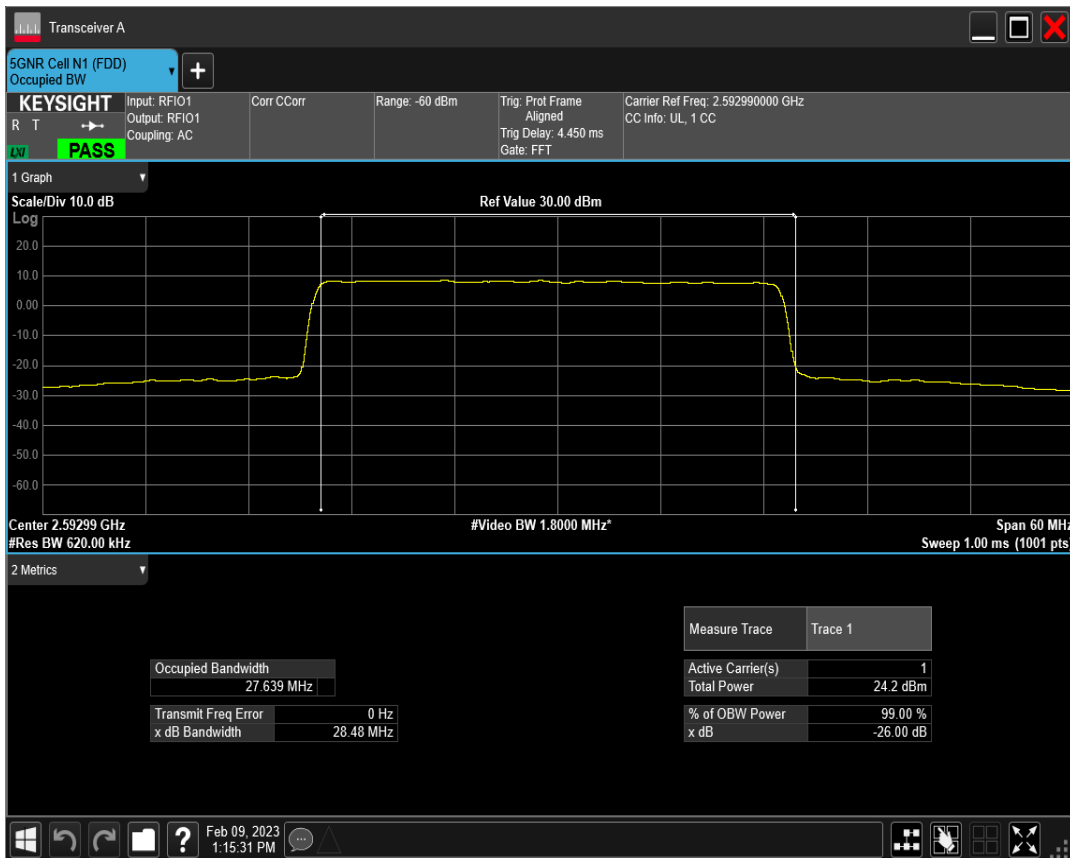 Transceiver A
5GNR Cell N1 (FDD)
Occupied BW
+
KEYSIGHT
R T
LXI
PASS
Input: RFIO1
Output: RFIO1
Coupling: AC
Corr CCorr
Range: -60 dBm
Trig: Prot Frame
Aligned
Trig Delay: 4.450 ms
Gate: FFT
Carrier Ref Freq: 2.592990000 GHz
CC Info: UL, 1 CC
1 Graph
Scale/Div 10.0 dB
Ref Value 30.00 dBm
Log
20.0
10.0
0.00
-10.0
-20.0
-30.0
-40.0
-50.0
-60.0
Center 2.59299 GHz
#Video BW 1.8000 MHz*
Span 60 MHz
#Res BW 620.00 kHz
Sweep 1.00 ms (1001 pts)
2 Metrics
Measure Trace Trace 1
Occupied Bandwidth
27.639 MHz
Active Carrier(s) 1
Total Power 24.2 dBm
Transmit Freq Error 0 Hz
x dB Bandwidth 28.48 MHz
% of OBW Power 99.00 %
x dB -26.00 dB
?
Feb 09, 2023
1:15:31 PM